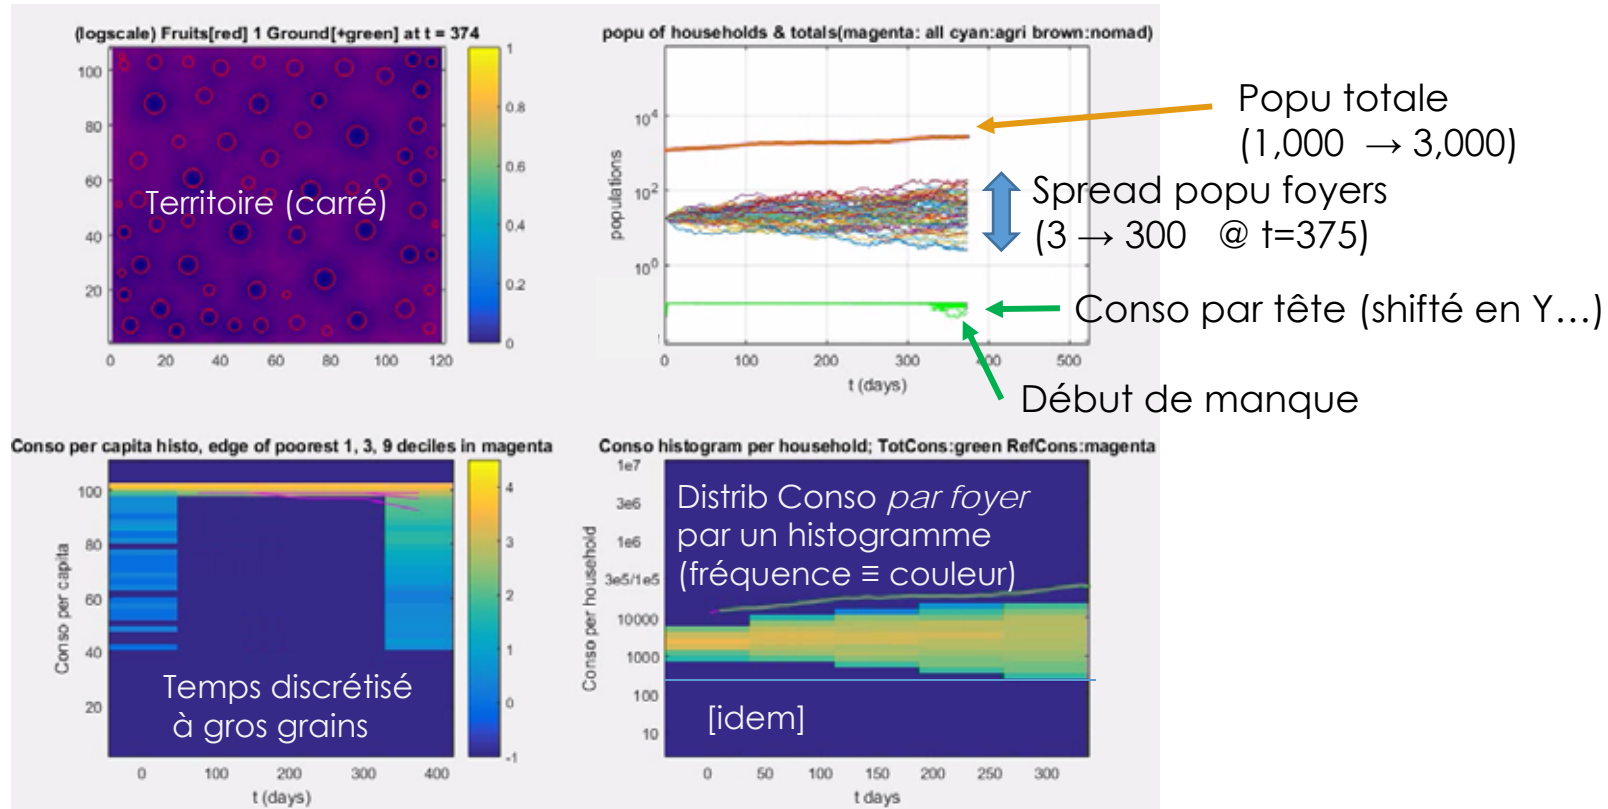 (logscale) Fruits[red] 1 Ground[+green] at t = 374
100
80
60
40
20
0
20
40
60
80
100
120
1
0.8
0.6
0.4
0.2
0
Territoire (carré)
popu of households & totals(magenta: all cyan:agri brown:nomad)
populations
10^4
10^2
10^0
0
100
200
300
400
500
t (days)
Popu totale
(1,000 → 3,000)
Spread popu foyers
(3 → 300 @ t=375)
Conso par tête (shifté en Y...)
Début de manque
Conso per capita histo, edge of poorest 1, 3, 9 deciles in magenta
Conso per capita
100
80
60
40
20
0
100
200
300
400
t (days)
4
3
2
1
0
-1
Temps discrétisé
à gros grains
Conso histogram per household; TotCons:green RefCons:magenta
Conso per household
1e7
3e6
1e6
3e5/1e5
10000
1000
100
10
0
50
100
150
200
250
300
t days
Distrib Conso par foyer
par un histogramme
(fréquence ≡ couleur)
[idem]